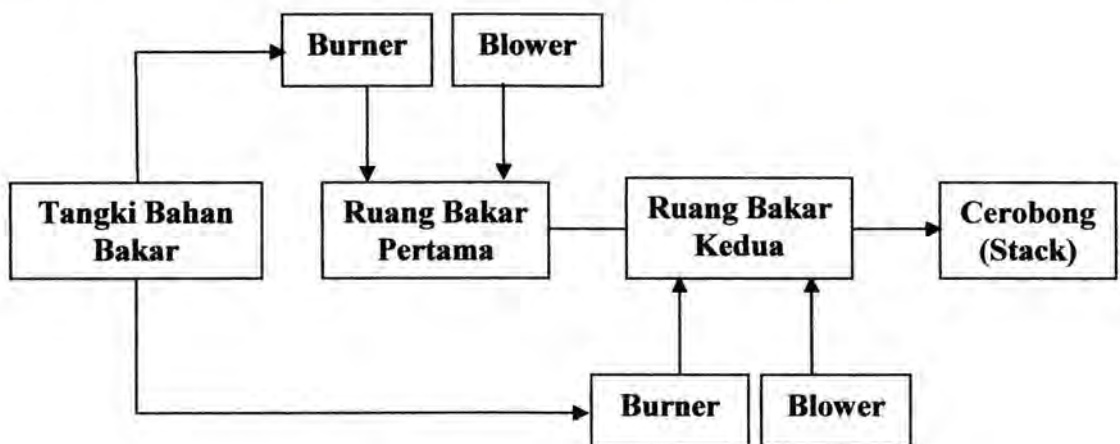 Burner
Blower
Tangki Bahan
Bakar
Ruang Bakar
Pertama
Ruang Bakar
Kedua
Cerobong
(Stack)
Burner
Blower